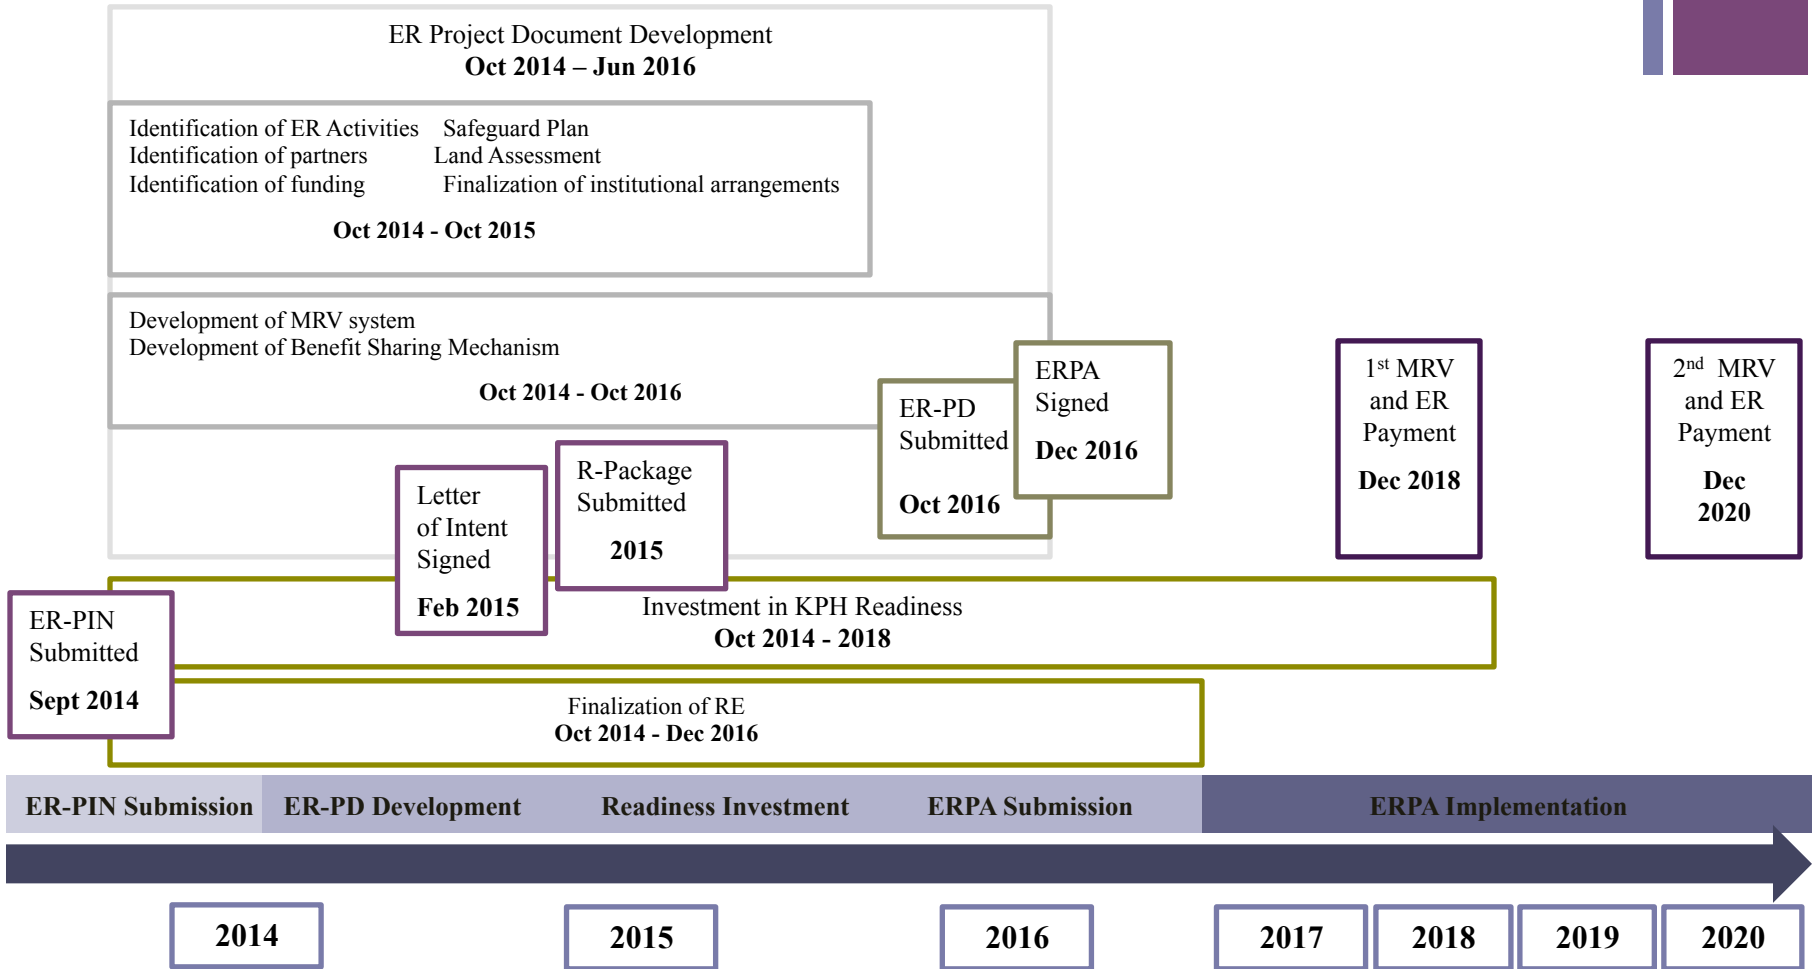 ER Project Document Development
Oct 2014 – Jun 2016
Identification of ER Activities Safeguard Plan
Identification of partners Land Assessment
Identification of funding Finalization of institutional arrangements
Oct 2014 - Oct 2015
Development of MRV system
Development of Benefit Sharing Mechanism
Oct 2014 - Oct 2016
ER-PD
Submitted
Oct 2016
ERPA
Signed
Dec 2016
1st MRV
and ER
Payment
Dec 2018
2nd MRV
and ER
Payment
Dec
2020
Letter
of Intent
Signed
Feb 2015
R-Package
Submitted
2015
ER-PIN
Submitted
Sept 2014
Investment in KPH Readiness
Oct 2014 - 2018
Finalization of RE
Oct 2014 - Dec 2016
ER-PIN Submission ER-PD Development Readiness Investment ERPA Submission ERPA Implementation
2014 2015 2016 2017 2018 2019 2020